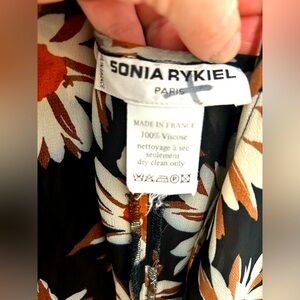 SONIA RYKIEL
PARIS
MADE IN FRANCE
100% Viscose
nettoyage à sec
seulement
dry clean only